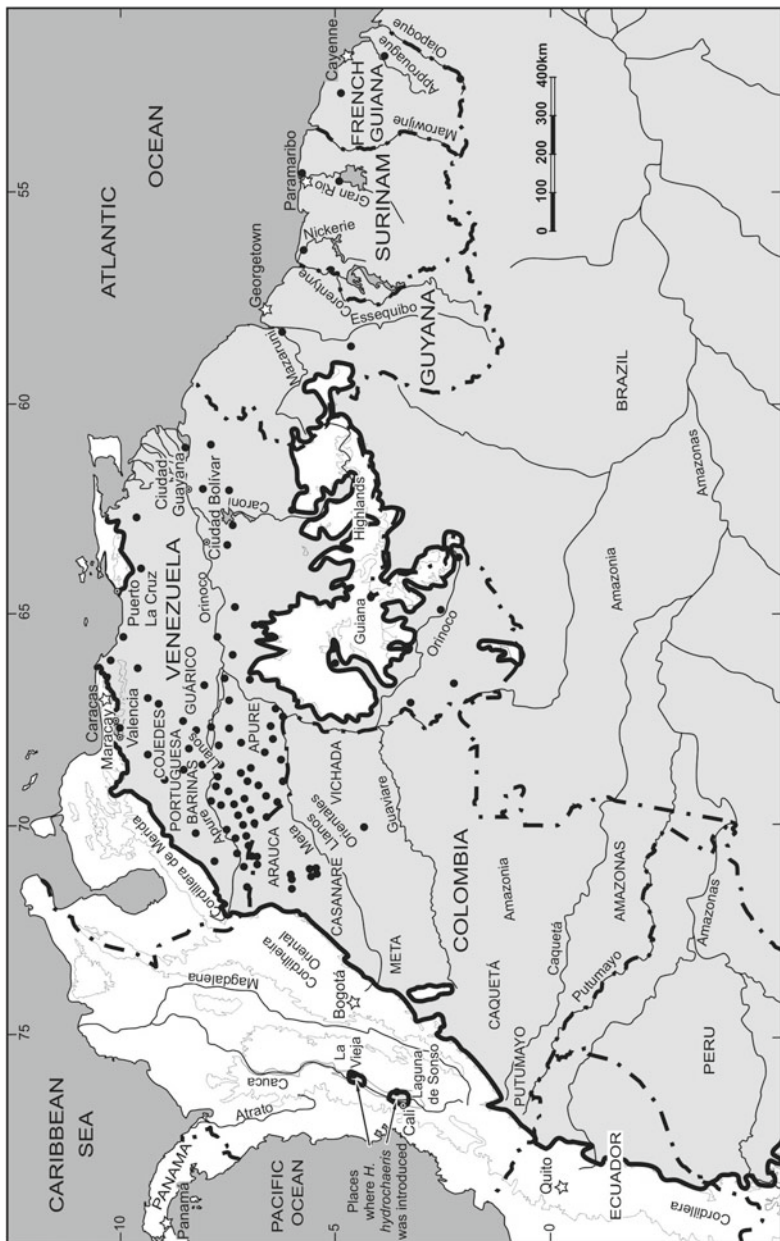 CARIBBEAN
SEA
ATLANTIC
OCEAN
PACIFIC
OCEAN
75
70
65
60
55
10
5
0
PANAMA
Panama
Atrato
Cauca
Magdalena
Cordilheira
Oriental
Cordillera de Merida
Bogotá
La
Vieja
Laguna
de Sonso
Cali
Places
where H.
hydrochaeris
was introduced
Caracas
Maracay
Valencia
Puerto
La Cruz
VENEZUELA
COJEDES
PORTUGUESA
BARINAS
GUÁRICO
Llanos
Apure
APURE
Orinoco
Ciudad
Guayana
Ciudad Bolívar
Caroni
Guiana
Highlands
Orinoco
ARAUCA
Meta
Llanos
Orientales
CASANARE
VICHADA
META
Guaviare
COLOMBIA
Amazonia
CAQUETÁ
Caquetá
PUTUMAYO
Putumayo
AMAZONAS
Amazonas
Amazonia
Amazonas
PERU
Quito
ECUADOR
Cordillera
BRAZIL
Georgetown
Mazaruni
Essequibo
GUYANA
Corentyne
Nickerie
Paramaribo
Gran Rio
SURINAM
Marowijne
FRENCH
GUIANA
Cayenne
Approuague
Oiapoque
0 100 200 300 400km